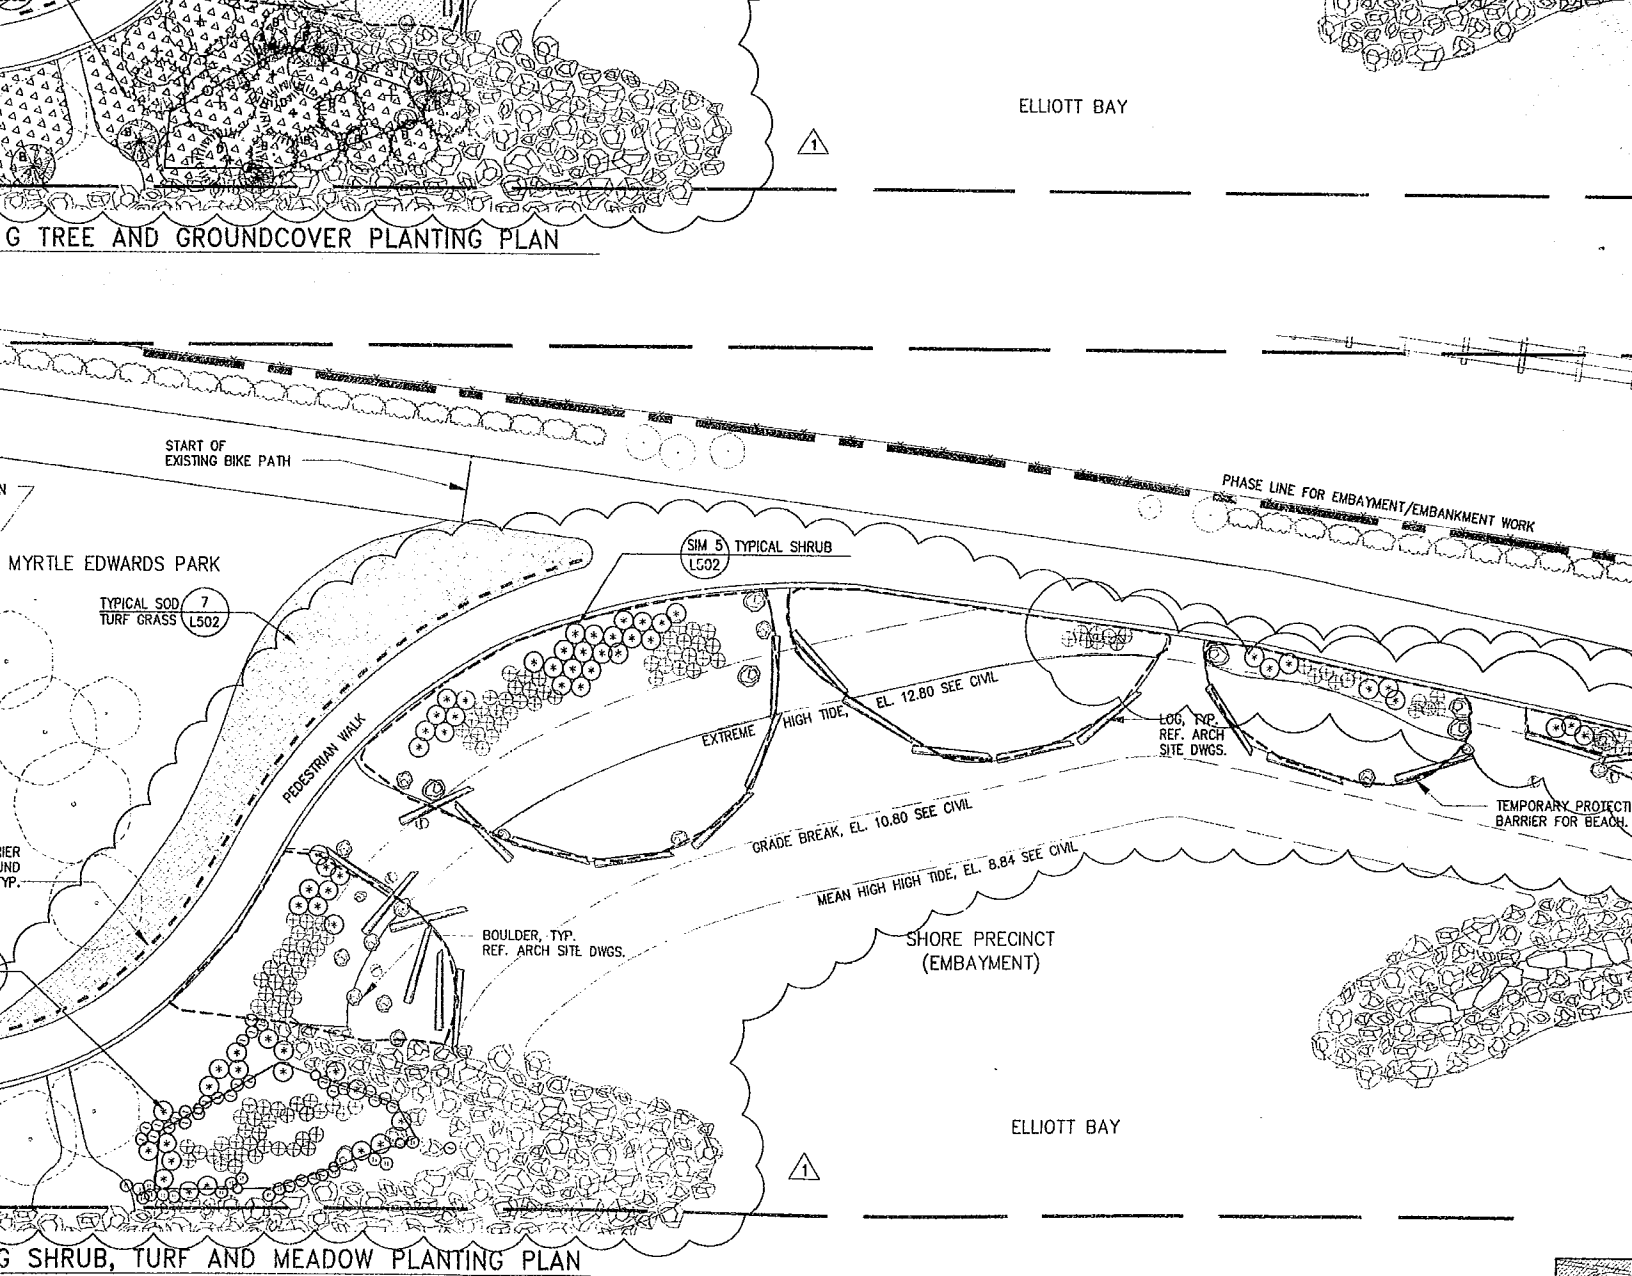 ELLIOTT BAY
1
G TREE AND GROUNDCOVER PLANTING PLAN
START OF
EXISTING BIKE PATH
N
PHASE LINE FOR EMBAYMENT/EMBANKMENT WORK
MYRTLE EDWARDS PARK
SIM 5 TYPICAL SHRUB
L502
TYPICAL SOD 7
TURF GRASS L502
PEDESTRIAN WALK
EXTREME HIGH TIDE, EL. 12.80 SEE CIVIL
LOG, TYP.
REF. ARCH
SITE DWGS.
GRADE BREAK, EL. 10.80 SEE CIVIL
TEMPORARY PROTECTI
BARRIER FOR BEACH.
MEAN HIGH HIGH TIDE, EL. 8.84 SEE CIVIL
IER
UND
YP.
BOULDER, TYP.
REF. ARCH SITE DWGS.
SHORE PRECINCT
(EMBAYMENT)
ELLIOTT BAY
1
G SHRUB, TURF AND MEADOW PLANTING PLAN